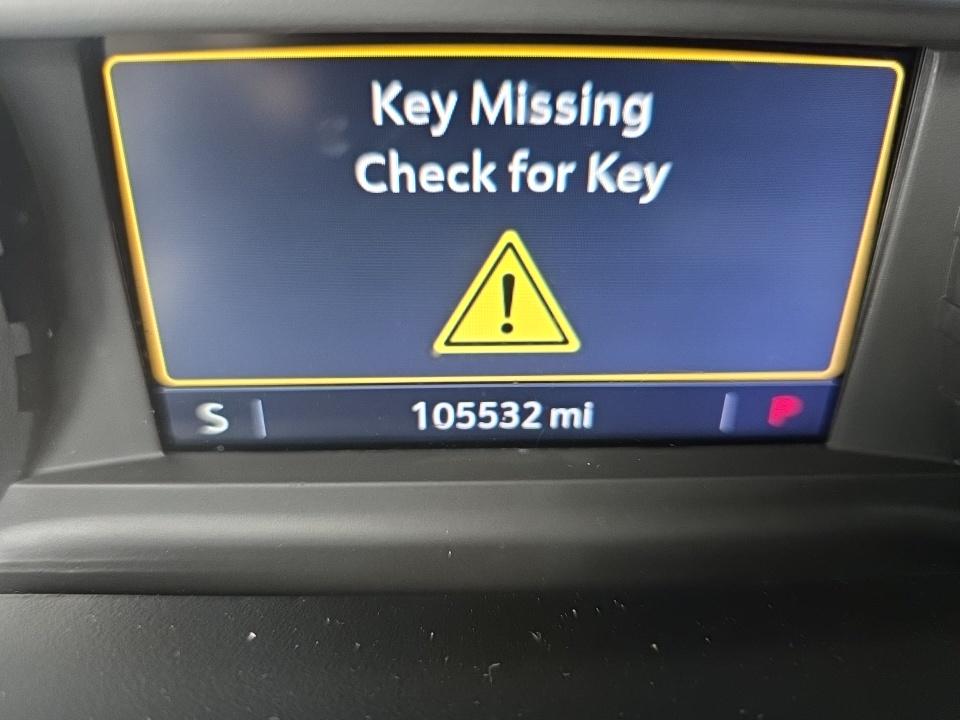 Key Missing
Check for Key
!
S 105532 mi P